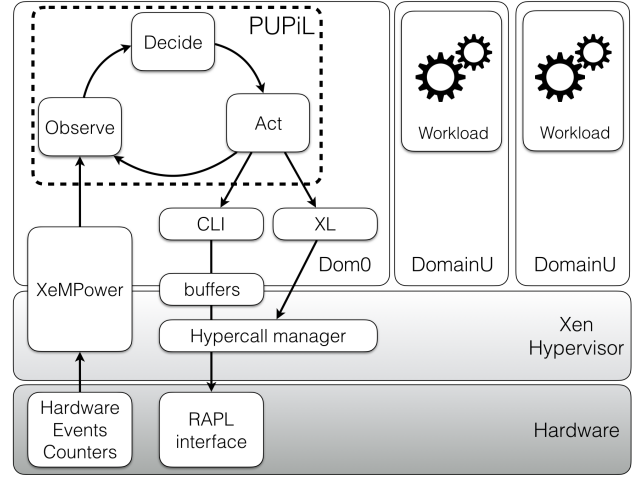 PUPiL
Decide
Observe
Act
Workload
Workload
CLI
XL
Dom0
DomainU
DomainU
XeMPower
buffers
Hypercall manager
Xen
Hypervisor
Hardware
Events
Counters
RAPL
interface
Hardware